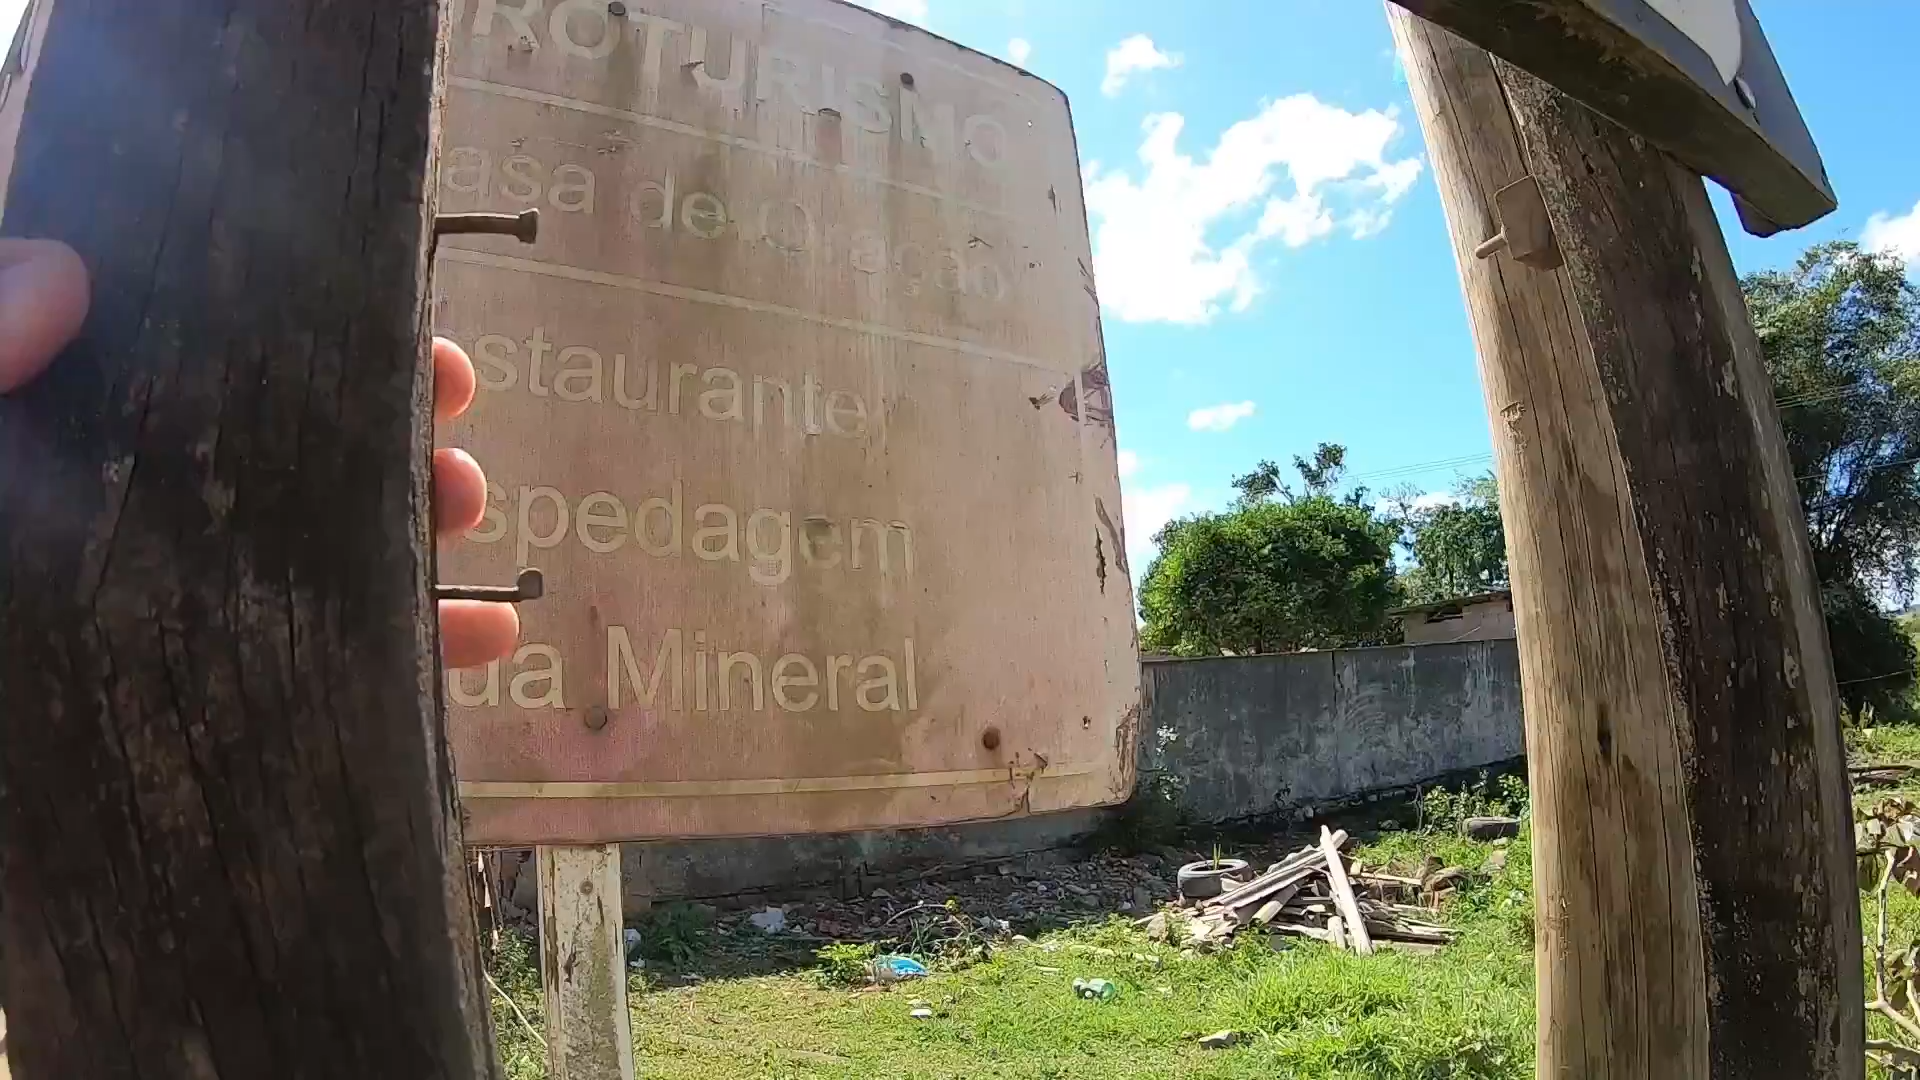 ROTURISMO
asa de Oração
staurante
spedagem
ua Mineral